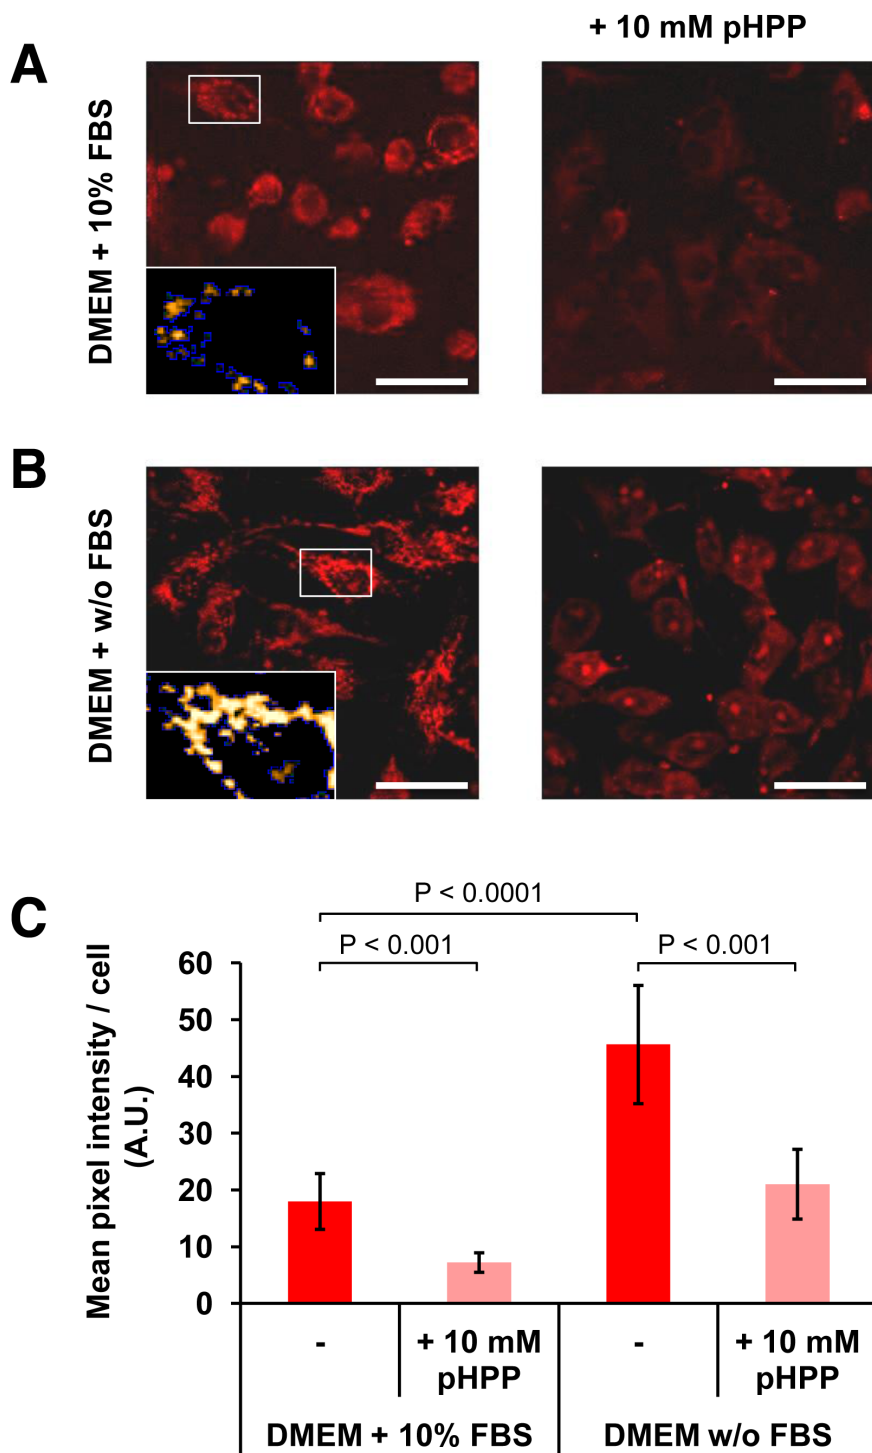 + 10 mM pHPP
A
DMEM + 10% FBS
B
DMEM + w/o FBS
C
P < 0.0001
P < 0.001
P < 0.001
Mean pixel intensity / cell
(A.U.)
60
50
40
30
20
10
0
-
+ 10 mM
pHPP
-
+ 10 mM
pHPP
DMEM + 10% FBS
DMEM w/o FBS